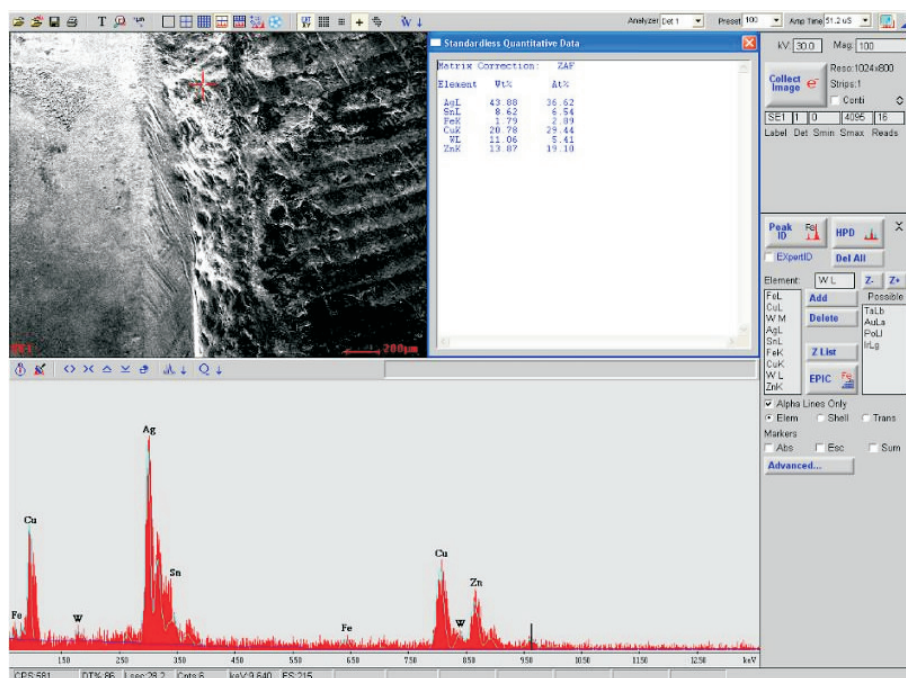 T
W ↓
Analyzer Det 1 Preset 100 Amp Time 51.2 uS
Standardless Quantitative Data
Matrix Correction: ZAF
Element Wt% At%
AgL 43.88 36.62
SnL 8.62 6.54
FeK 1.79 2.89
CuK 20.78 29.44
WL 11.06 5.41
ZnK 13.87 19.10
200µm
kV: 30.0 Mag: 100
Collect Image e⁻
Reso:1024x800
Strips:1
Conti
SE1 1 0 4095 16
Label Det Smin Smax Reads
Peak ID Fe HPD
EXpertID Del All
Element: W L Z- Z+
FeL
CuL
W M
AgL
SnL
FeK
CuK
W L
ZnK
Add
Delete
Z List
EPIC Fe
Possible
TaLb
AuLa
PoLl
IrLg
Alpha Lines Only
Elem Shell Trans
Markers
Abs Esc Sum
Advanced...
Ag
Cu
Sn
Fe
W
Fe
Cu
W
Zn
150 250 350 450 550 650 750 850 950 1050 1150 1250 keV
CPS:581 DT%:86 Lsec:28.2 Cnts:6 keV:9.640 FS:215